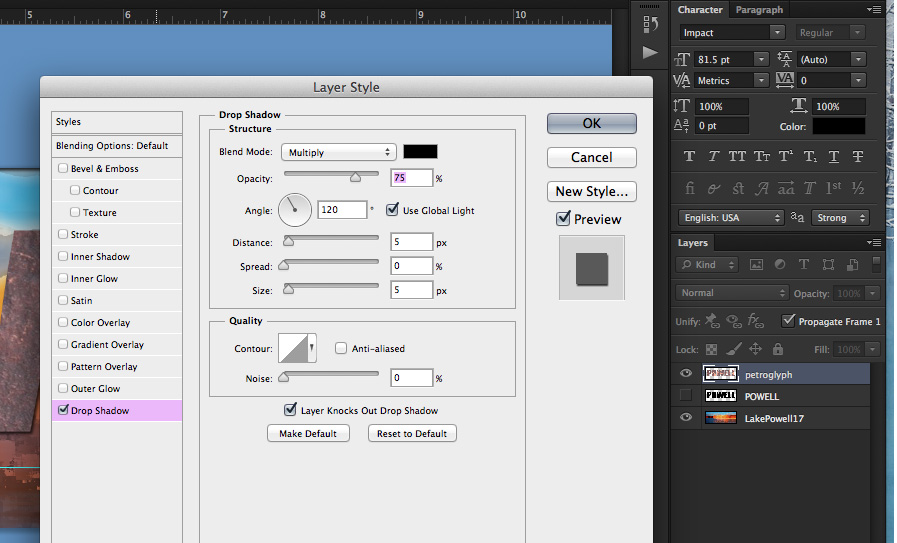 5 6 7 8 9 10
Layer Style
Styles
Blending Options: Default
Bevel & Emboss
Contour
Texture
Stroke
Inner Shadow
Inner Glow
Satin
Color Overlay
Gradient Overlay
Pattern Overlay
Outer Glow
Drop Shadow
Drop Shadow
Structure
Blend Mode: Multiply
Opacity: 75 %
Angle: 120 ° Use Global Light
Distance: 5 px
Spread: 0 %
Size: 5 px
Quality
Contour: Anti-aliased
Noise: 0 %
Layer Knocks Out Drop Shadow
Make Default Reset to Default
OK
Cancel
New Style...
Preview
Character Paragraph
Impact Regular
81.5 pt (Auto)
Metrics 0
100% 100%
0 pt Color:
T T TT Tт T¹ T₁ T T
fi st A aa T 1st ½
English: USA aa Strong
Layers
Kind
Normal Opacity: 100%
Unify: Propagate Frame 1
Lock: Fill: 100%
POWELL petroglyph
POWELL POWELL
LakePowell17